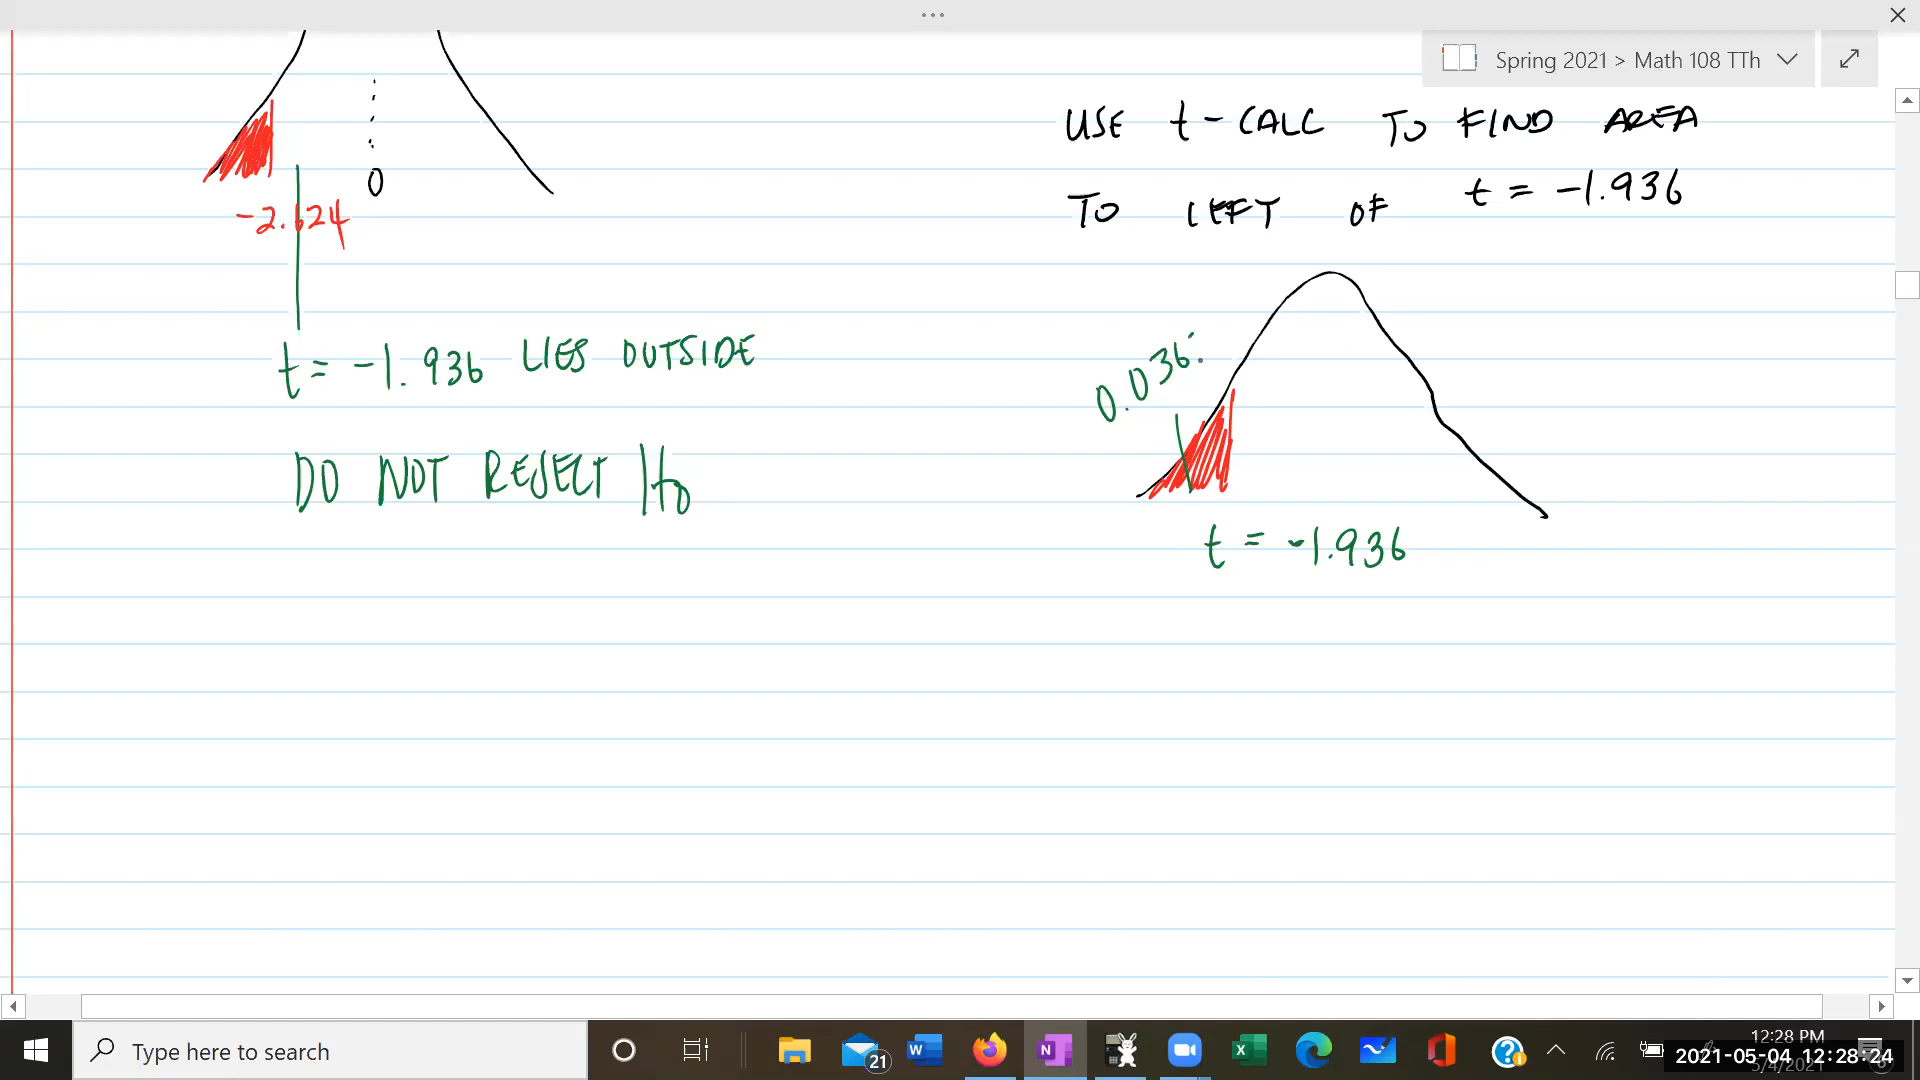 Spring 2021 > Math 108 TTh
0
-2.624
t = -1.936 LIES OUTSIDE
DO NOT REJECT H0
USE t-CALC TO FIND AREA
TO LEFT OF t = -1.936
0.036
t = -1.936
Type here to search
21
12:28 PM
2021-05-04 12:28:24